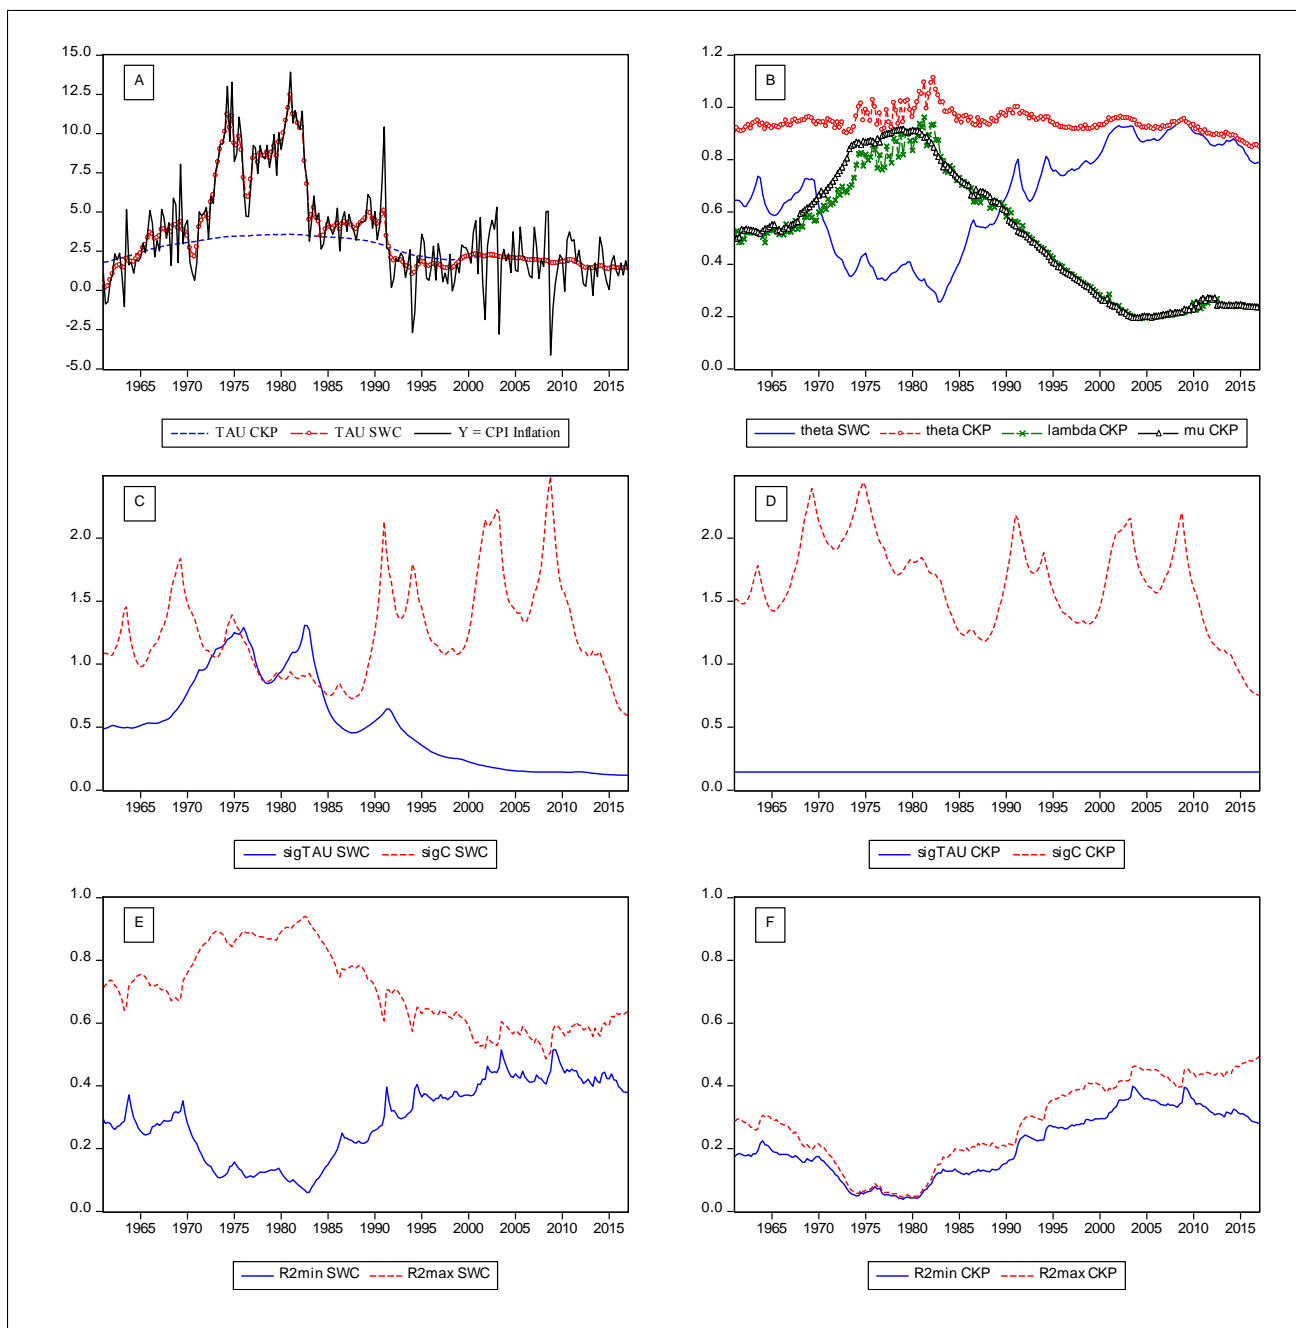 A
15.0
12.5
10.0
7.5
5.0
2.5
0.0
-2.5
-5.0
1965 1970 1975 1980 1985 1990 1995 2000 2005 2010 2015
TAU CKP TAU SWC Y = CPI Inflation
B
1.2
1.0
0.8
0.6
0.4
0.2
0.0
1965 1970 1975 1980 1985 1990 1995 2000 2005 2010 2015
theta SWC theta CKP lambda CKP mu CKP
C
2.0
1.5
1.0
0.5
0.0
1965 1970 1975 1980 1985 1990 1995 2000 2005 2010 2015
sigTAU SWC sigC SWC
D
2.0
1.5
1.0
0.5
0.0
1965 1970 1975 1980 1985 1990 1995 2000 2005 2010 2015
sigTAU CKP sigC CKP
E
1.0
0.8
0.6
0.4
0.2
0.0
1965 1970 1975 1980 1985 1990 1995 2000 2005 2010 2015
R2min SWC R2max SWC
F
1.0
0.8
0.6
0.4
0.2
0.0
1965 1970 1975 1980 1985 1990 1995 2000 2005 2010 2015
R2min CKP R2max CKP